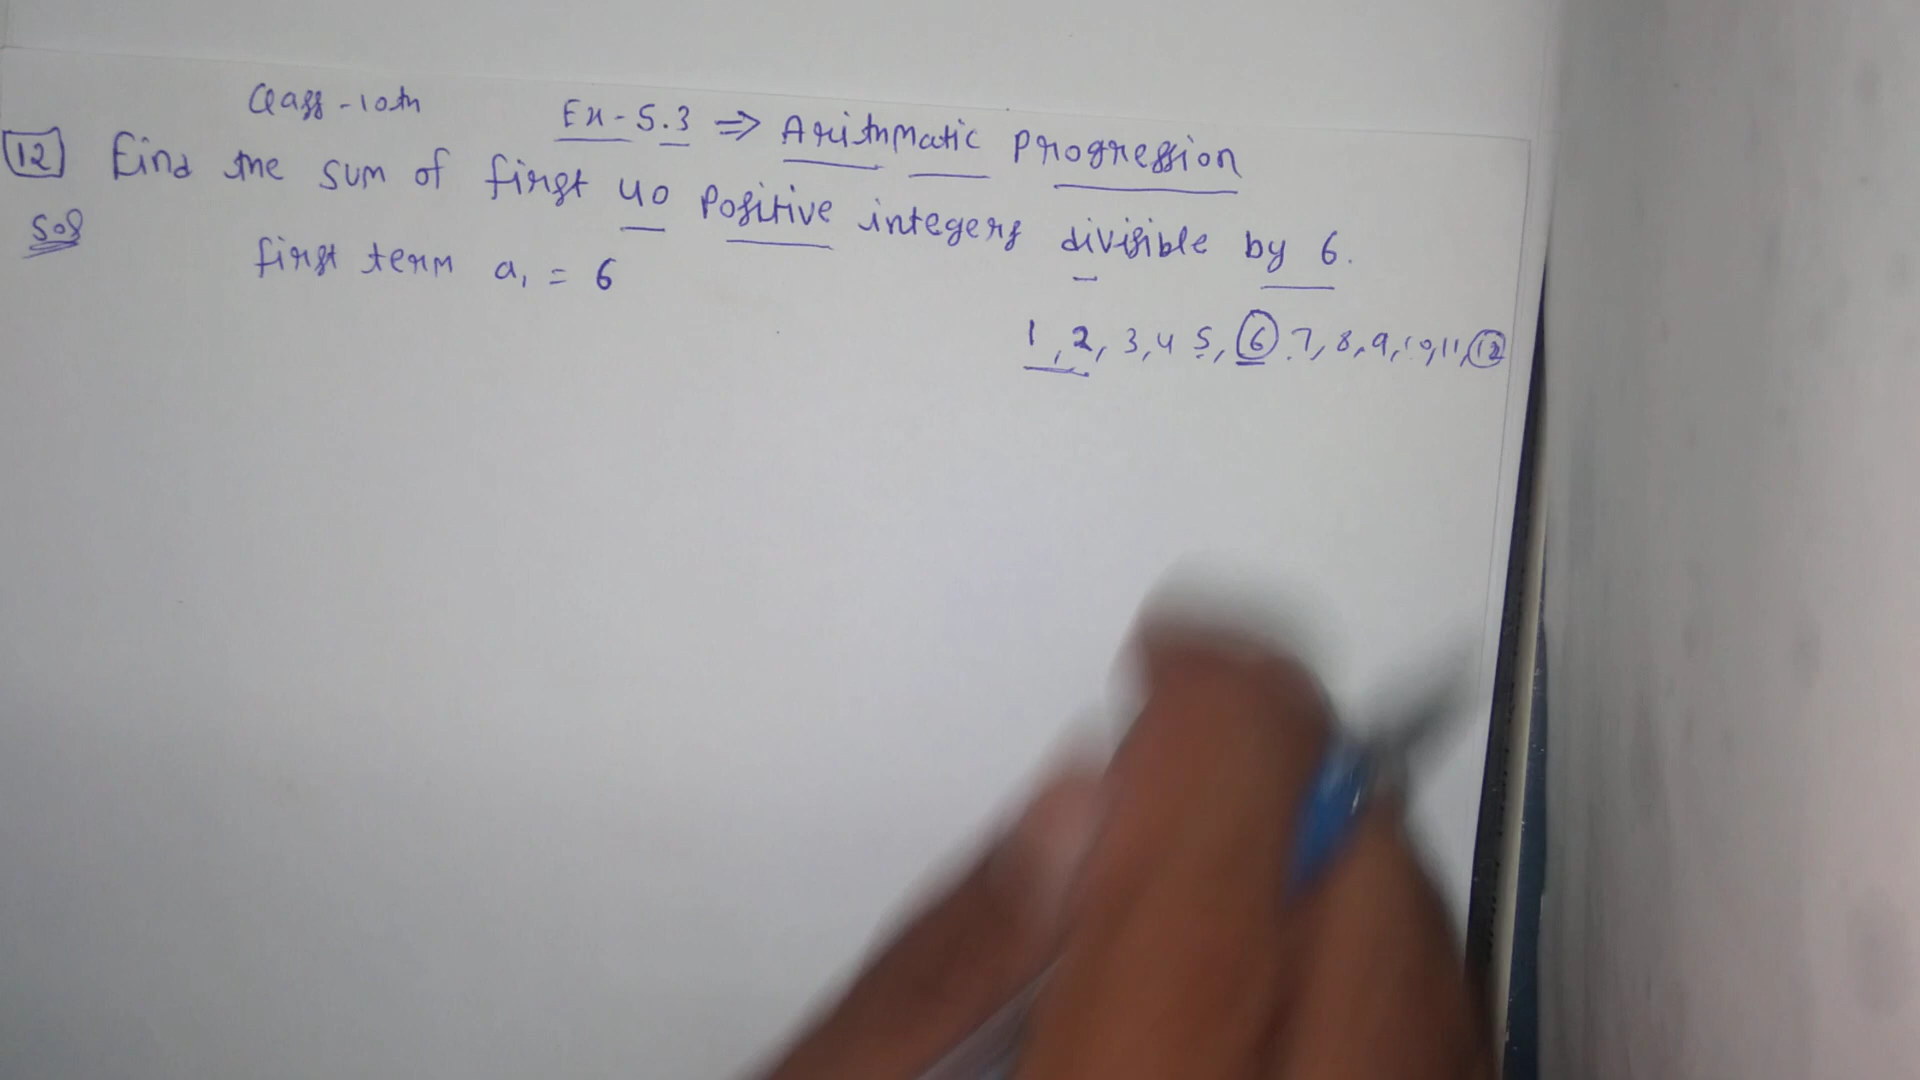 Class - 10th
Ex - 5.3 ⇒ Arithmatic Progression
12 Find the sum of first 40 Positive integers divisible by 6.
Sol
first term a₁ = 6
1, 2, 3, 4 5, 6 7, 8, 9, 10, 11, 12